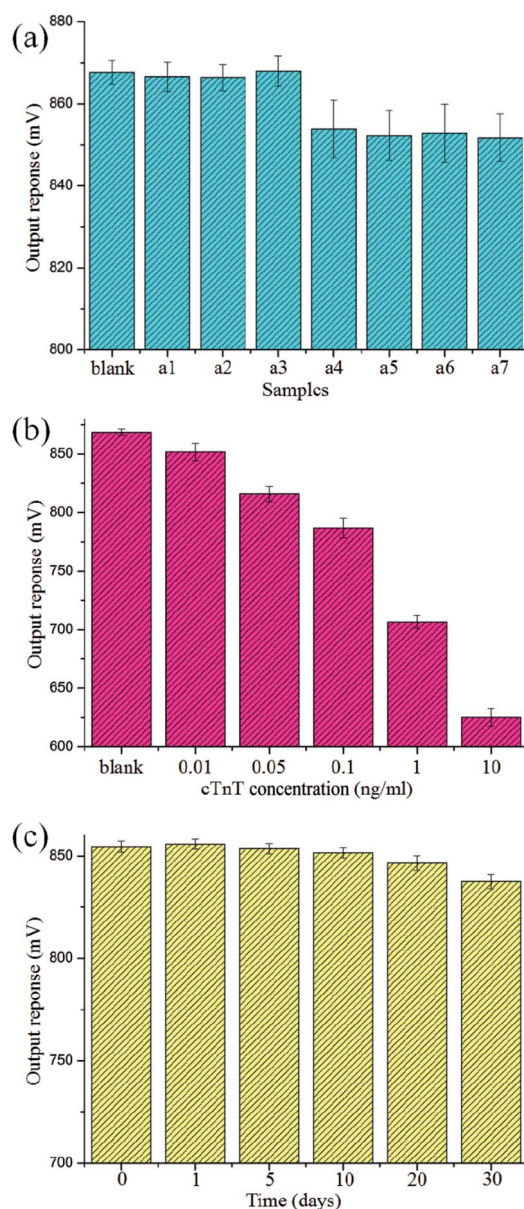 (a)
880
860
840
820
800
Output reponse (mV)
blank a1 a2 a3 a4 a5 a6 a7
Samples
(b)
850
800
750
700
650
600
Output reponse (mV)
blank 0.01 0.05 0.1 1 10
cTnT concentration (ng/ml)
(c)
850
800
750
700
Output reponse (mV)
0 1 5 10 20 30
Time (days)